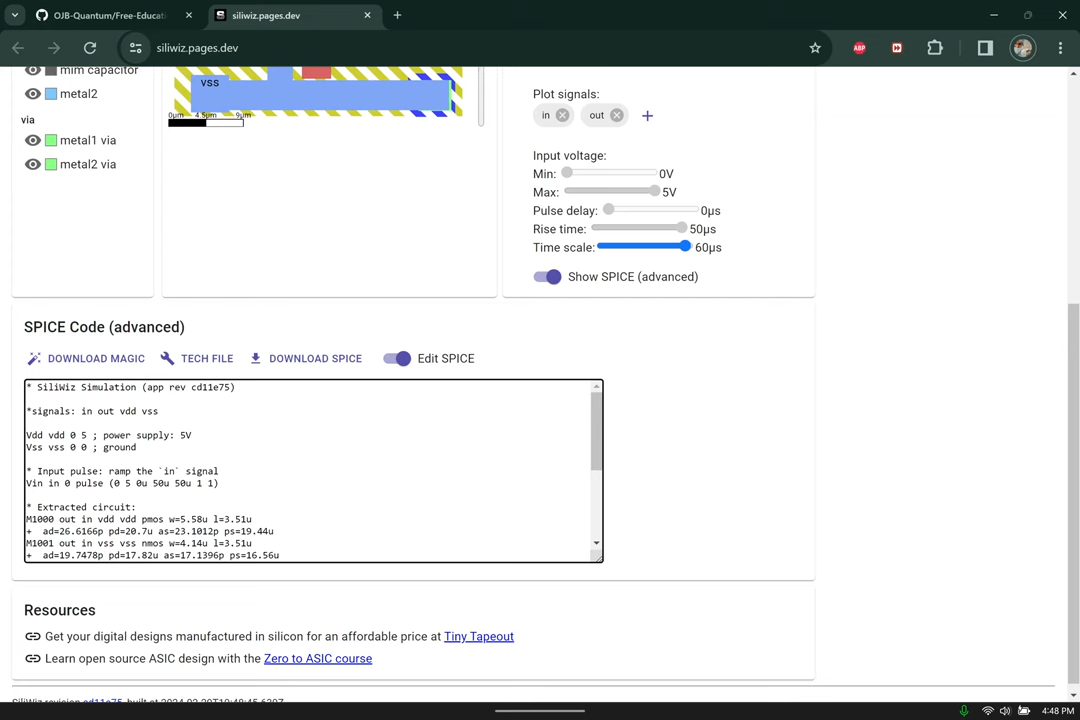 OJB-Quantum/Free-Educati
siliwiz.pages.dev
siliwiz.pages.dev
ABP
mim capacitor
metal2
via
metal1 via
metal2 via
vss
0µm 4.5µm 9µm
Plot signals:
in out
Input voltage:
Min: 0V
Max: 5V
Pulse delay: 0µs
Rise time: 50µs
Time scale: 60µs
Show SPICE (advanced)
SPICE Code (advanced)
DOWNLOAD MAGIC TECH FILE DOWNLOAD SPICE Edit SPICE
* SiliWiz Simulation (app rev cd11e75)
*signals: in out vdd vss
Vdd vdd 0 5 ; power supply: 5V
Vss vss 0 0 ; ground
* Input pulse: ramp the `in` signal
Vin in 0 pulse (0 5 0u 50u 50u 1 1)
* Extracted circuit:
M1000 out in vdd vdd pmos w=5.58u l=3.51u
+ ad=26.6166p pd=20.7u as=23.1012p ps=19.44u
M1001 out in vss vss nmos w=4.14u l=3.51u
+ ad=19.7478p pd=17.82u as=17.1396p ps=16.56u
Resources
Get your digital designs manufactured in silicon for an affordable price at Tiny Tapeout
Learn open source ASIC design with the Zero to ASIC course
SiliWiz revision cd11e75, built at
4:48 PM